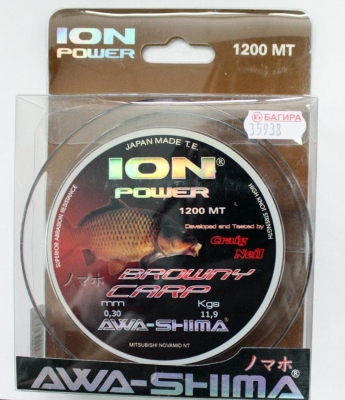 ION
POWER
1200 MT
БАГИРА
35938
JAPAN MADE T.E.
ION®
POWER
1200 MT
SUPERIOR ABRASION RESISTANCE
HIGH KNOT STRENGTH
Developed and Tested by
Craig
Neil
ノマホ
BROWNY
CARP
mm
Kgs
0,30
11,9
AWA-SHIMA®
MITSUBISHI NOVAMID NT
ノマホ
AWA-SHIMA